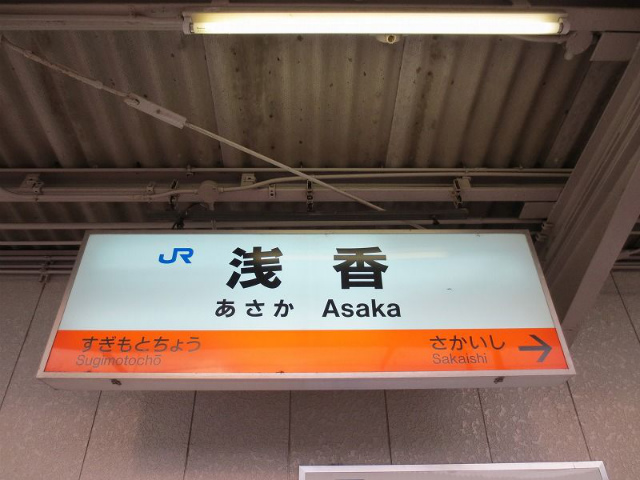 JR 浅香
あさか Asaka
すぎもとちょう さかいし
Sugimotochō Sakaishi